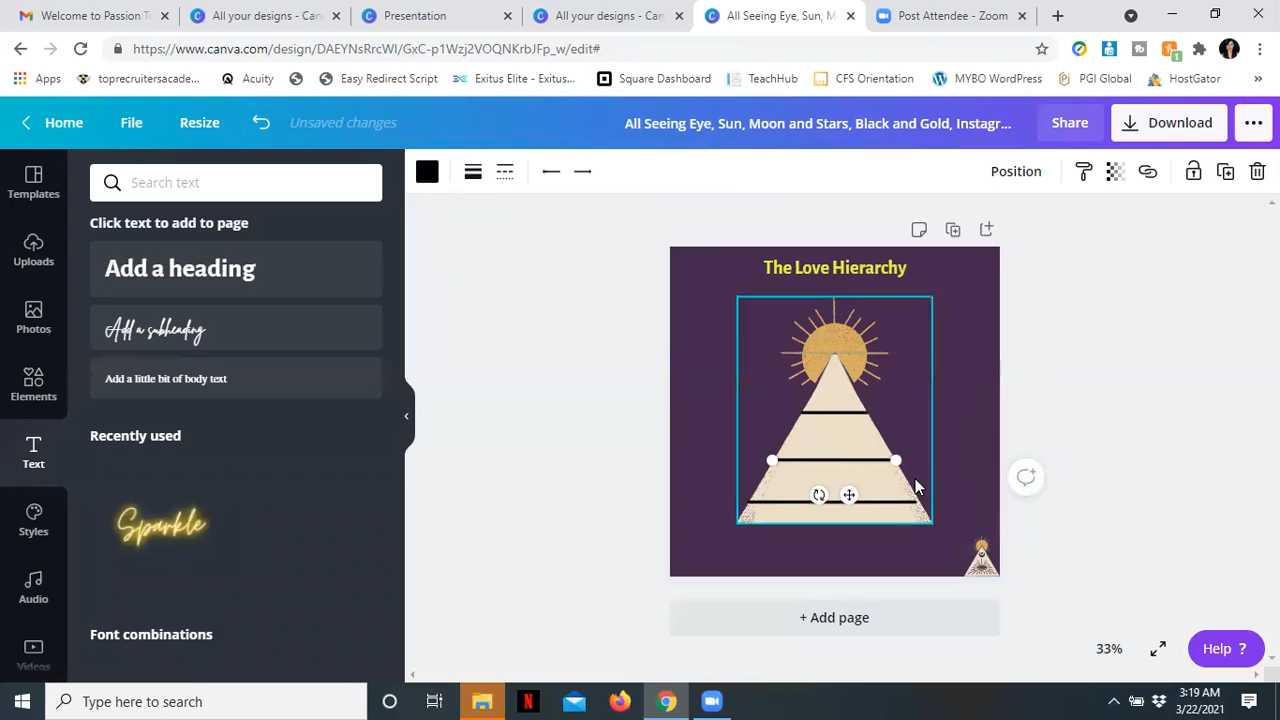 Welcome to Passion T
All your designs - Can
Presentation
All your designs - Canv
All Seeing Eye, Sun, M
Post Attendee - Zoom
https://www.canva.com/design/DAEYNsRrcWI/GxC-p1Wzj2VOQNKrbJFp_w/edit#
Apps
toprecruitersacade...
Acuity
Easy Redirect Script
Exitus Elite - Exitus...
Square Dashboard
TeachHub
CFS Orientation
MYBO WordPress
PGI Global
HostGator
»
Home
File
Resize
Unsaved changes
All Seeing Eye, Sun, Moon and Stars, Black and Gold, Instagr...
Share
Download
Templates
Search text
Position
Click text to add to page
Uploads
Add a heading
The Love Hierarchy
Photos
Add a subheading
Elements
Add a little bit of body text
Recently used
Text
Sparkle
Styles
Audio
+ Add page
Font combinations
Videos
33%
Help ?
Type here to search
3:19 AM
3/22/2021